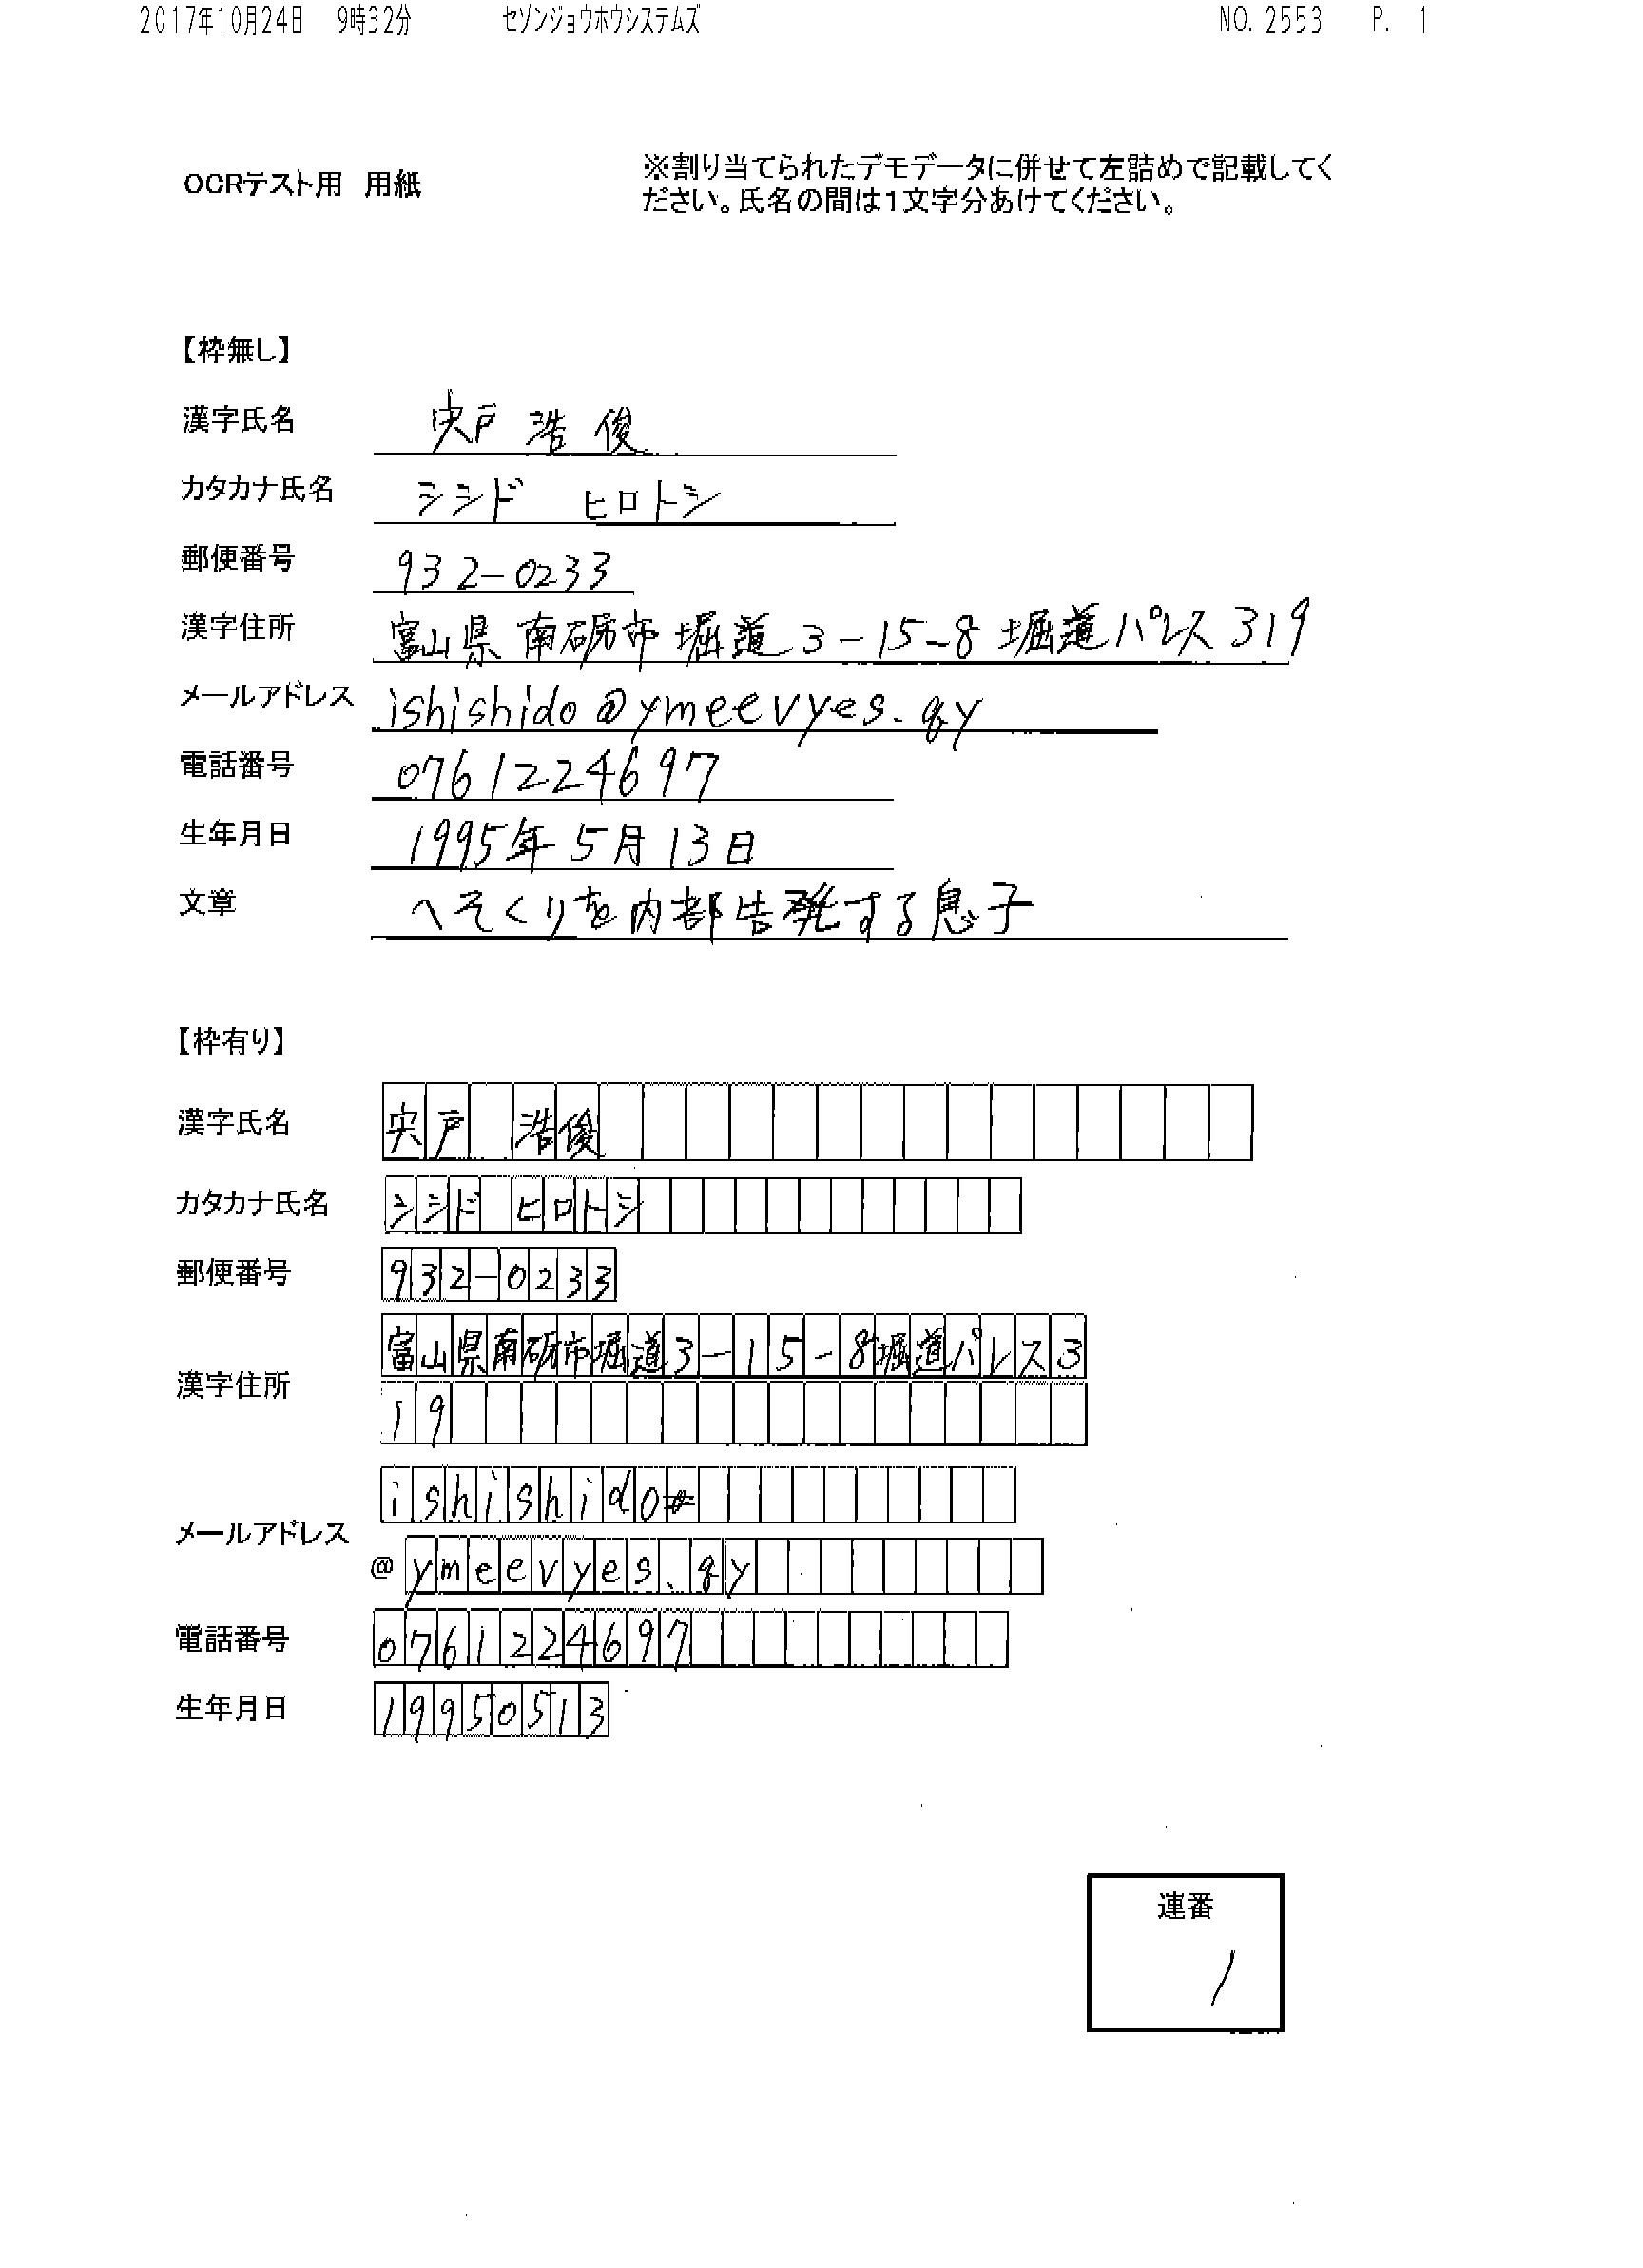 2017年10月24日 9時32分 セゾンジョウホウシステムズ NO. 2553 P. 1
OCRテスト用 用紙
※割り当てられたデモデータに併せて左詰めで記載してく
ださい。氏名の間は1文字分あけてください。
【枠無し】
漢字氏名 宍戸 浩俊
カタカナ氏名 シシド ヒロトシ
郵便番号 932-0233
漢字住所 富山県南砺市堀道3-15-8堀道パレス319
メールアドレス ishishido@ymeevyes.qy
電話番号 0761224697
生年月日 1995年5月13日
文章 へそくりを内部告発する息子
【枠有り】
漢字氏名 宍戸 浩俊
カタカナ氏名 シシド ヒロトシ
郵便番号 932-0233
漢字住所 富山県南砺市堀道3-15-8堀道パレス3
19
メールアドレス ishishido
@ymeevyes.qy
電話番号 0761224697
生年月日 19950513
連番
1